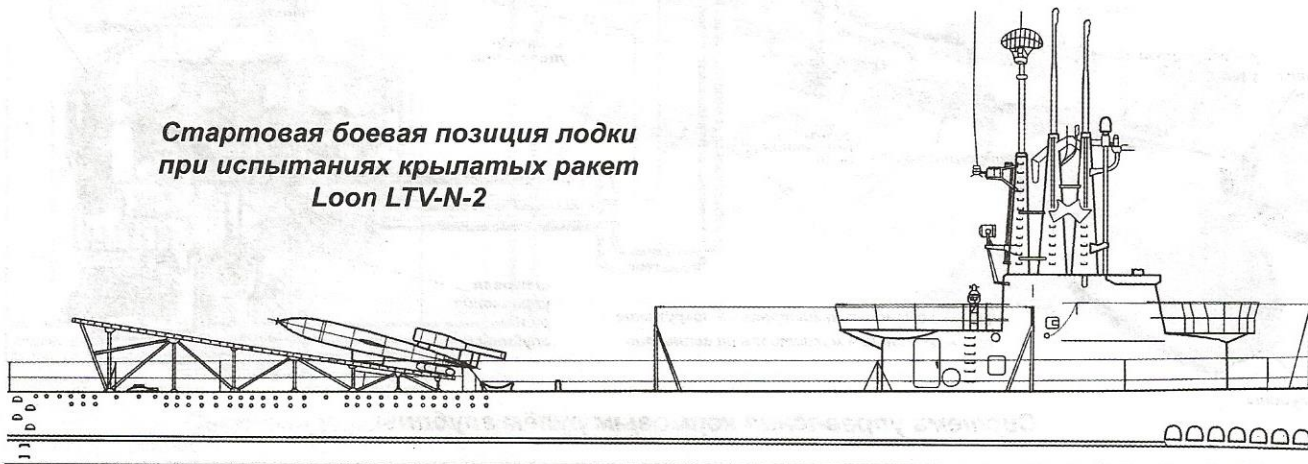 Стартовая боевая позиция лодки
при испытаниях крылатых ракет
Loon LTV-N-2